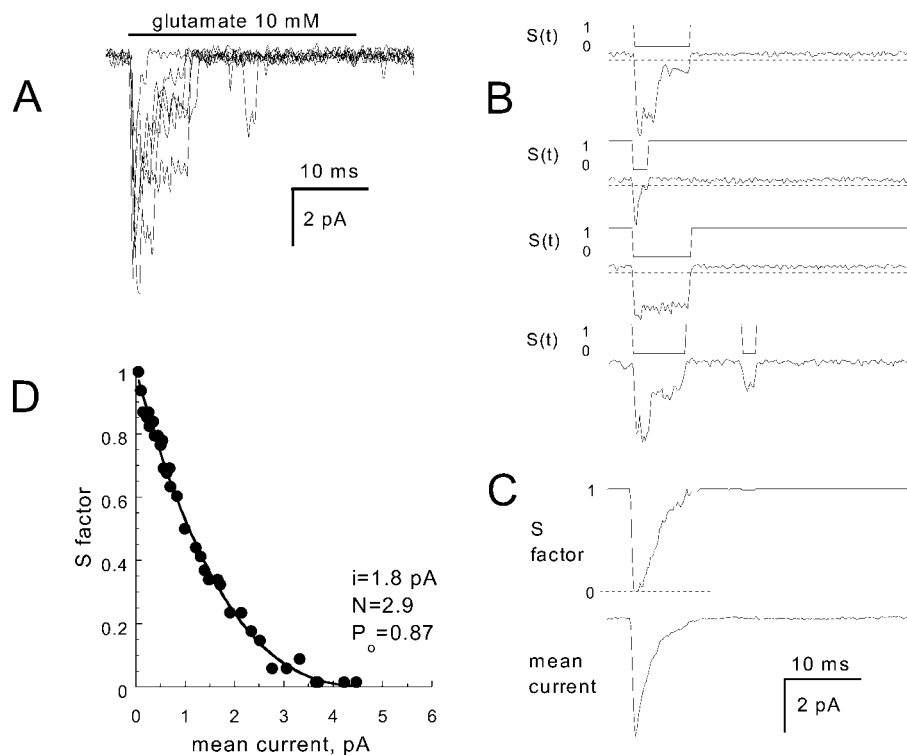 A
glutamate 10 mM
10 ms
2 pA
B
S(t) 1
0
S(t) 1
0
S(t) 1
0
S(t) 1
0
D
1
0.8
0.6
0.4
0.2
0
S factor
0 1 2 3 4 5 6
mean current, pA
i=1.8 pA
N=2.9
Po=0.87
C
1
S
factor
0
mean
current
10 ms
2 pA